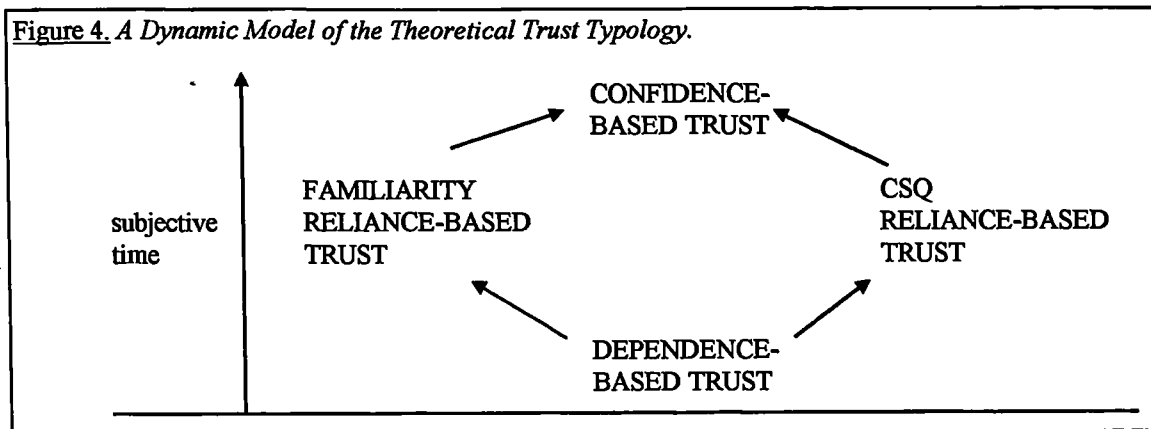 Figure 4. A Dynamic Model of the Theoretical Trust Typology.
CONFIDENCE-
BASED TRUST
FAMILIARITY
RELIANCE-BASED
TRUST
CSQ
RELIANCE-BASED
TRUST
subjective
time
DEPENDENCE-
BASED TRUST